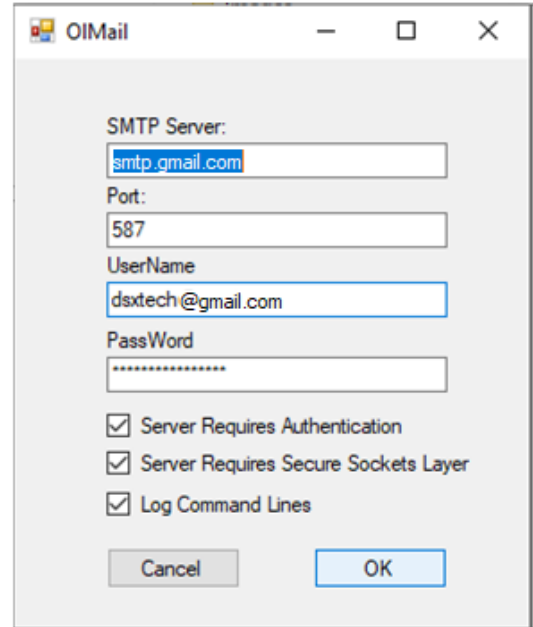 OIMail
SMTP Server:
smtp.gmail.com
Port:
587
UserName
dsxtech@gmail.com
PassWord
****************
Server Requires Authentication
Server Requires Secure Sockets Layer
Log Command Lines
Cancel OK